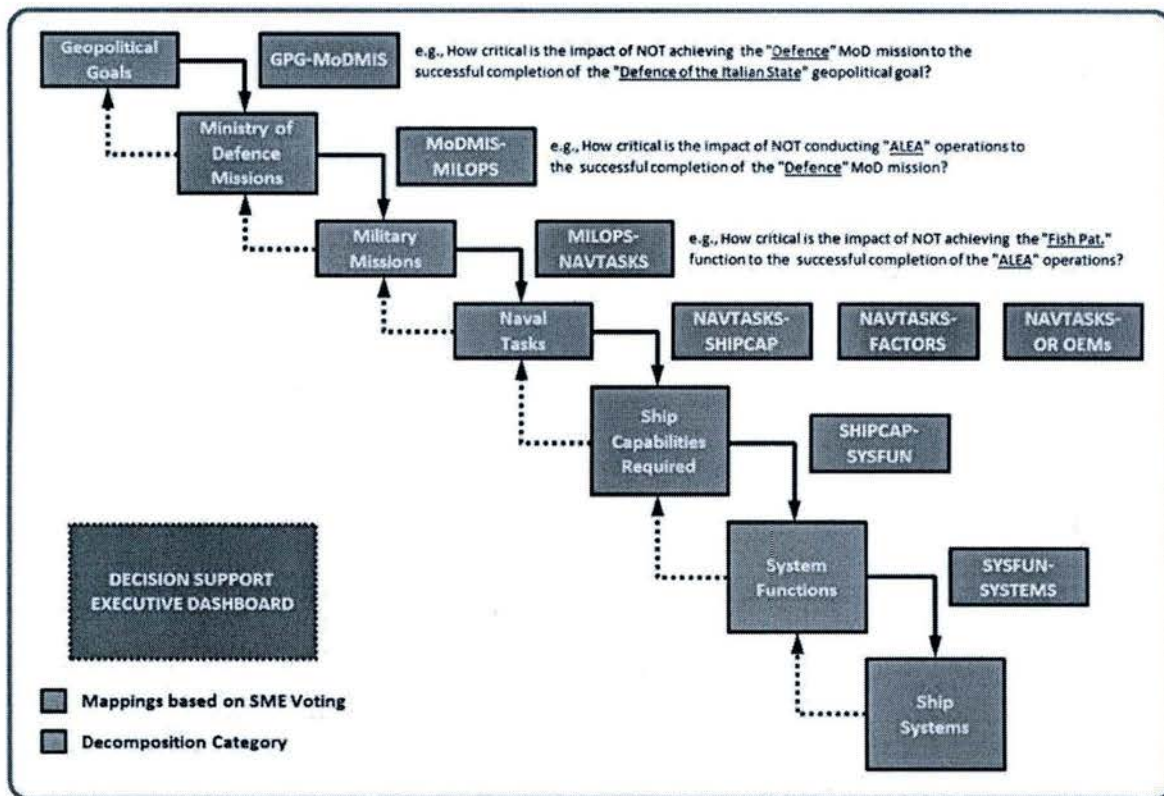 Geopolitical
Goals
GPG-MoDMIS
e.g., How critical is the impact of NOT achieving the "Defence" MoD mission to the
successful completion of the "Defence of the Italian State" geopolitical goal?
Ministry of
Defence
Missions
MoDMIS-
MILOPS
e.g., How critical is the impact of NOT conducting "ALEA" operations to
the successful completion of the "Defence" MoD mission?
Military
Missions
MILOPS-
NAVTASKS
e.g., How critical is the impact of NOT achieving the "Fish Pat."
function to the successful completion of the "ALEA" operations?
Naval
Tasks
NAVTASKS-
SHIPCAP
NAVTASKS-
FACTORS
NAVTASKS-
OR OEMs
Ship
Capabilities
Required
SHIPCAP-
SYSFUN
System
Functions
SYSFUN-
SYSTEMS
Ship
Systems
DECISION SUPPORT
EXECUTIVE DASHBOARD
Mappings based on SME Voting
Decomposition Category